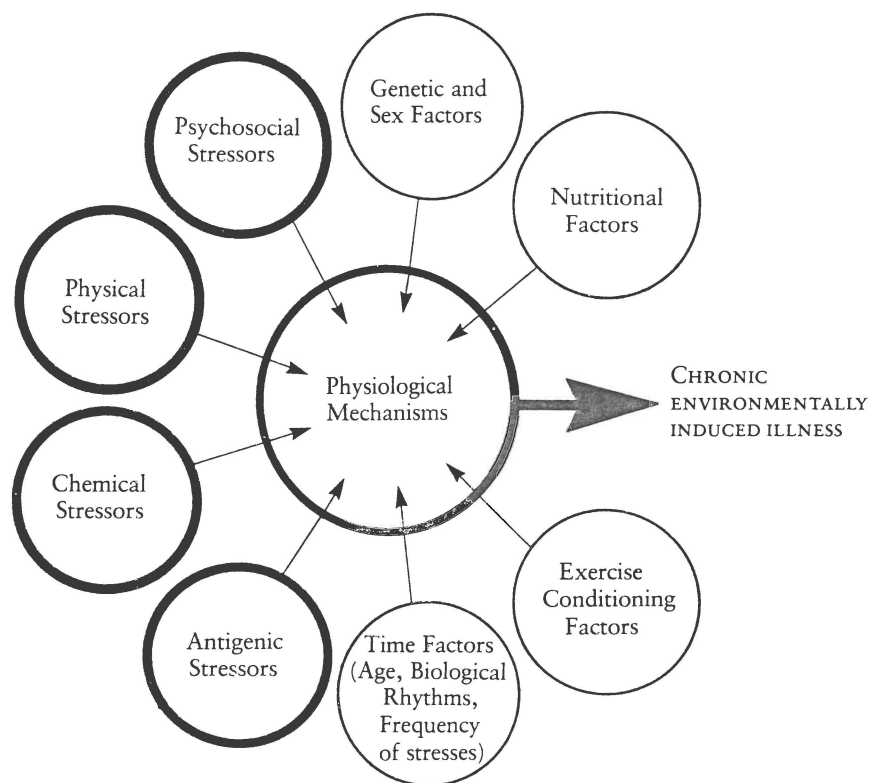 Genetic and
Sex Factors
Psychosocial
Stressors
Nutritional
Factors
Physical
Stressors
Physiological
Mechanisms
CHRONIC
ENVIRONMENTALLY
INDUCED ILLNESS
Chemical
Stressors
Exercise
Conditioning
Factors
Antigenic
Stressors
Time Factors
(Age, Biological
Rhythms,
Frequency
of stresses)